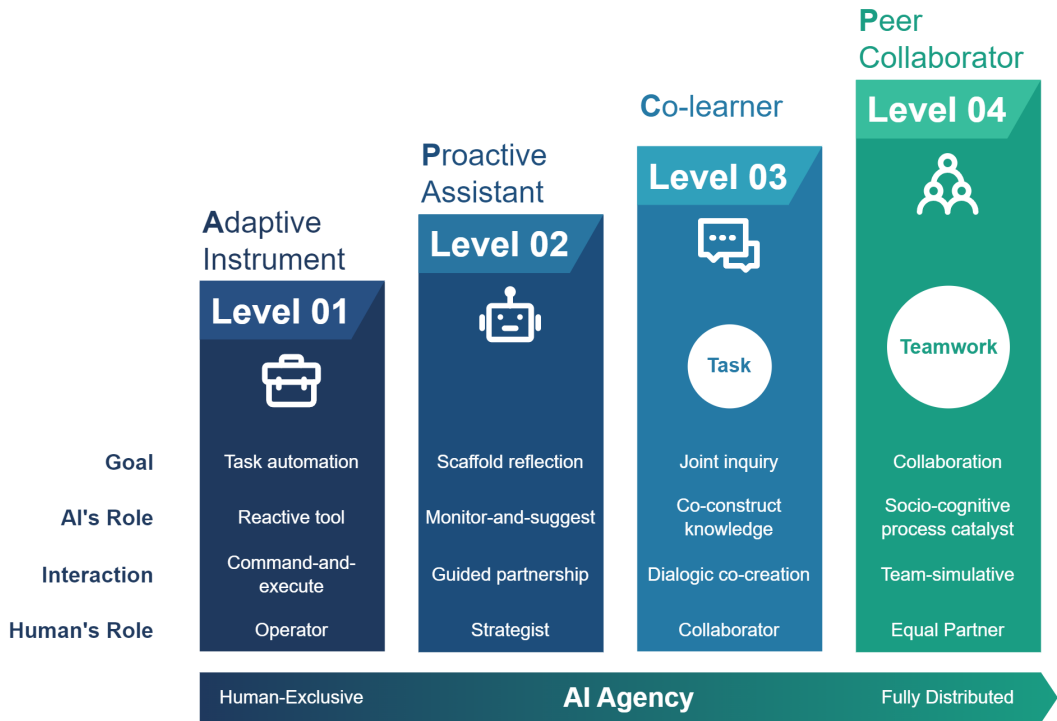 Adaptive
Instrument
Level 01
Proactive
Assistant
Level 02
Co-learner
Level 03
Task
Peer
Collaborator
Level 04
Teamwork
Goal
Task automation
Scaffold reflection
Joint inquiry
Collaboration
AI's Role
Reactive tool
Monitor-and-suggest
Co-construct
knowledge
Socio-cognitive
process catalyst
Interaction
Command-and-
execute
Guided partnership
Dialogic co-creation
Team-simulative
Human's Role
Operator
Strategist
Collaborator
Equal Partner
Human-Exclusive
AI Agency
Fully Distributed